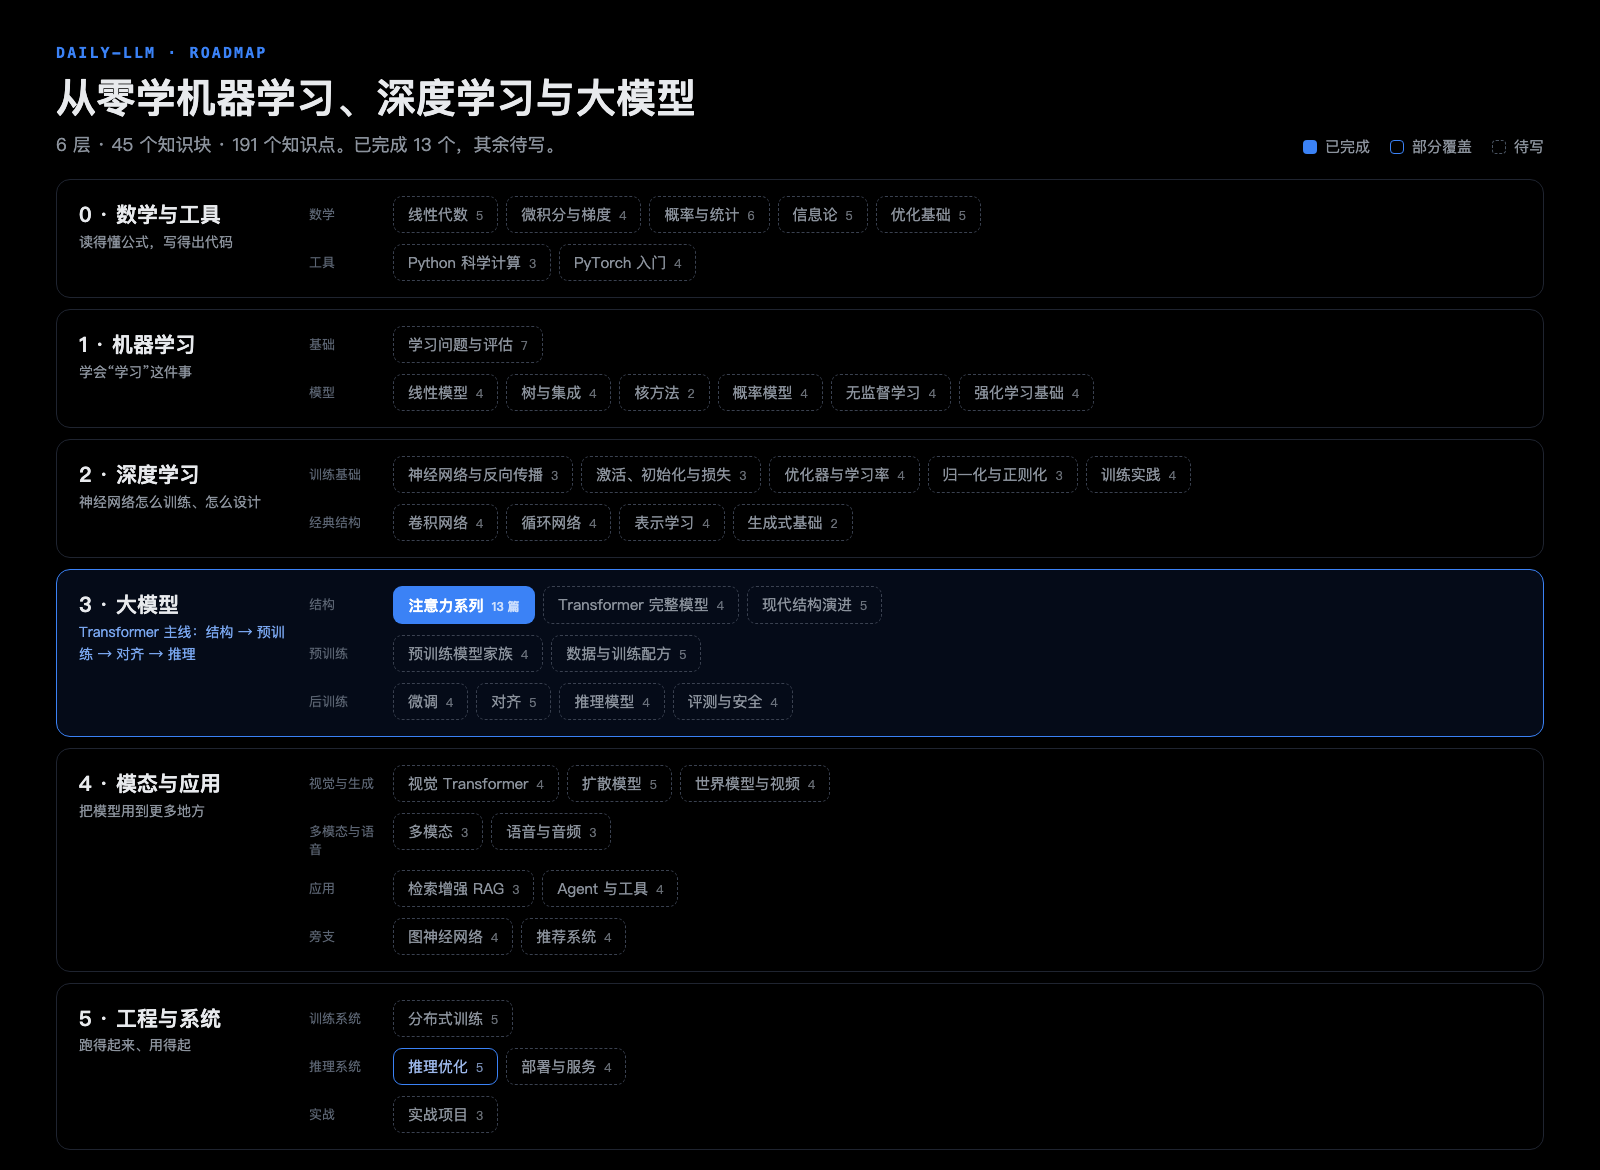 DAILY-LLM · ROADMAP
从零学机器学习、深度学习与大模型
6 层 · 45 个知识块 · 191 个知识点。已完成 13 个，其余待写。
已完成 部分覆盖 待写
0 · 数学与工具
读得懂公式，写得出代码
数学 线性代数 5 微积分与梯度 4 概率与统计 6 信息论 5 优化基础 5
工具 Python 科学计算 3 PyTorch 入门 4
1 · 机器学习
学会“学习”这件事
基础 学习问题与评估 7
模型 线性模型 4 树与集成 4 核方法 2 概率模型 4 无监督学习 4 强化学习基础 4
2 · 深度学习
神经网络怎么训练、怎么设计
训练基础 神经网络与反向传播 3 激活、初始化与损失 3 优化器与学习率 4 归一化与正则化 3 训练实践 4
经典结构 卷积网络 4 循环网络 4 表示学习 4 生成式基础 2
3 · 大模型
Transformer 主线：结构 → 预训
练 → 对齐 → 推理
结构 注意力系列 13 篇 Transformer 完整模型 4 现代结构演进 5
预训练 预训练模型家族 4 数据与训练配方 5
后训练 微调 4 对齐 5 推理模型 4 评测与安全 4
4 · 模态与应用
把模型用到更多地方
视觉与生成 视觉 Transformer 4 扩散模型 5 世界模型与视频 4
多模态与语
音
多模态 3 语音与音频 3
应用 检索增强 RAG 3 Agent 与工具 4
旁支 图神经网络 4 推荐系统 4
5 · 工程与系统
跑得起来、用得起
训练系统 分布式训练 5
推理系统 推理优化 5 部署与服务 4
实战 实战项目 3